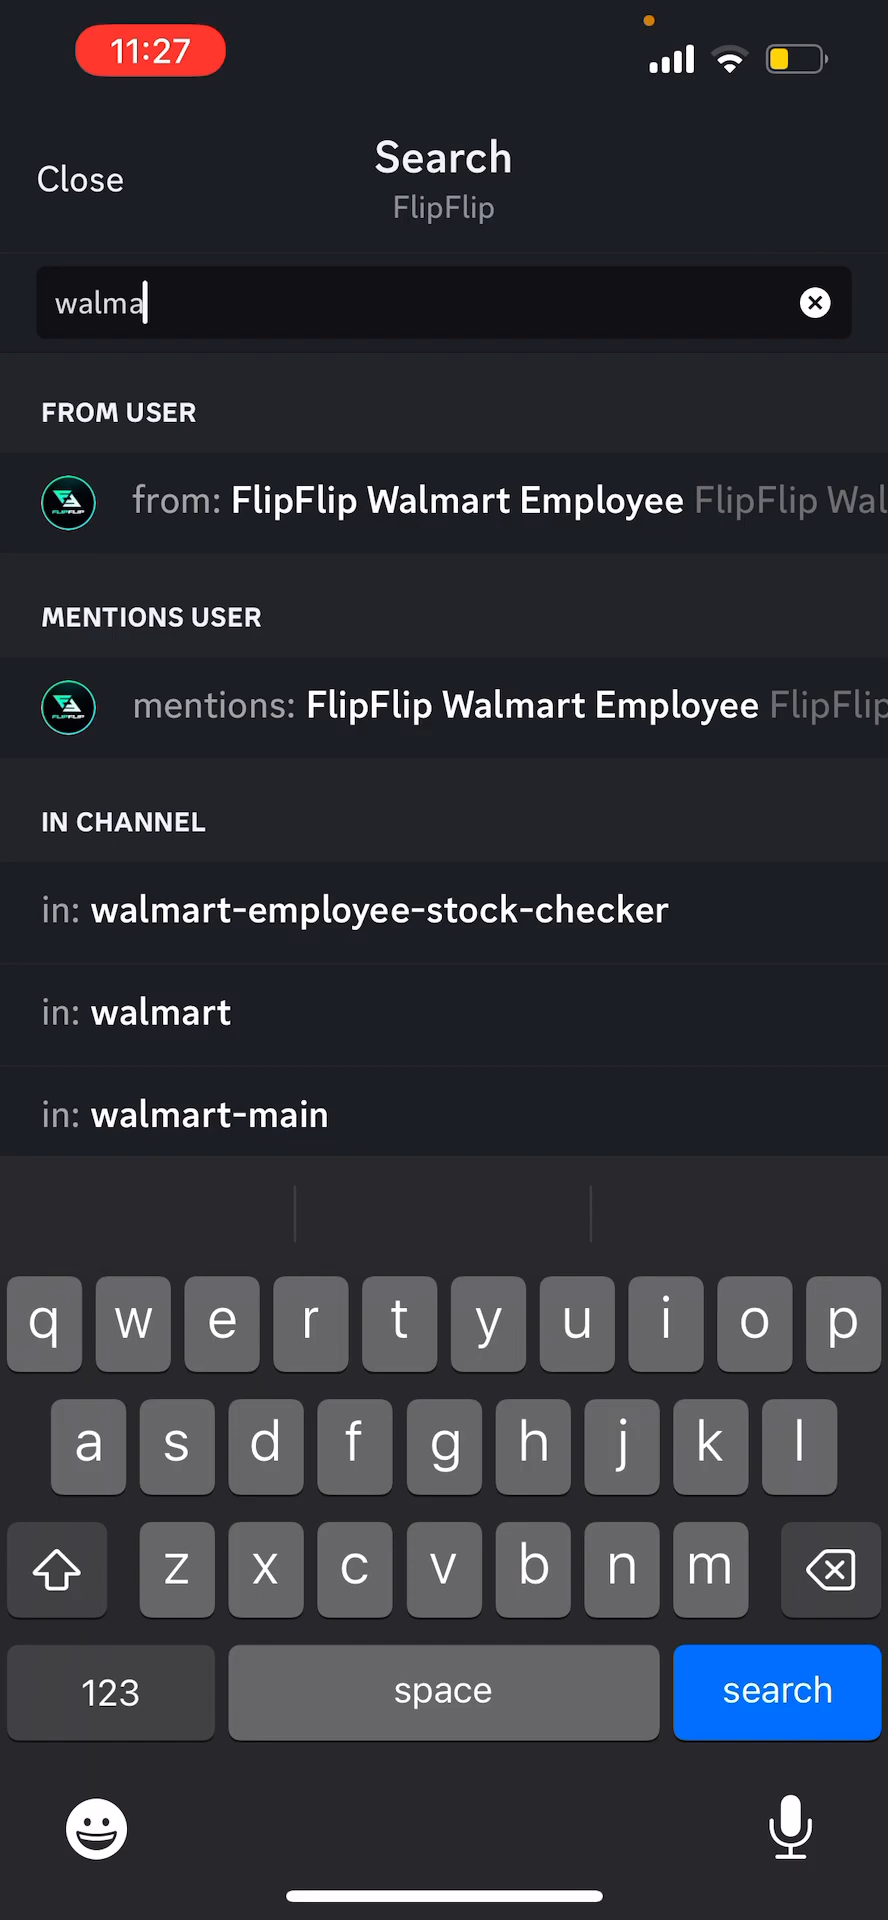 11:27
Close
Search
FlipFlip
walma
FROM USER
from: FlipFlip Walmart Employee FlipFlip Wal
MENTIONS USER
mentions: FlipFlip Walmart Employee FlipFlip
IN CHANNEL
in: walmart-employee-stock-checker
in: walmart
in: walmart-main
q w e r t y u i o p
a s d f g h j k l
z x c v b n m
123 space search